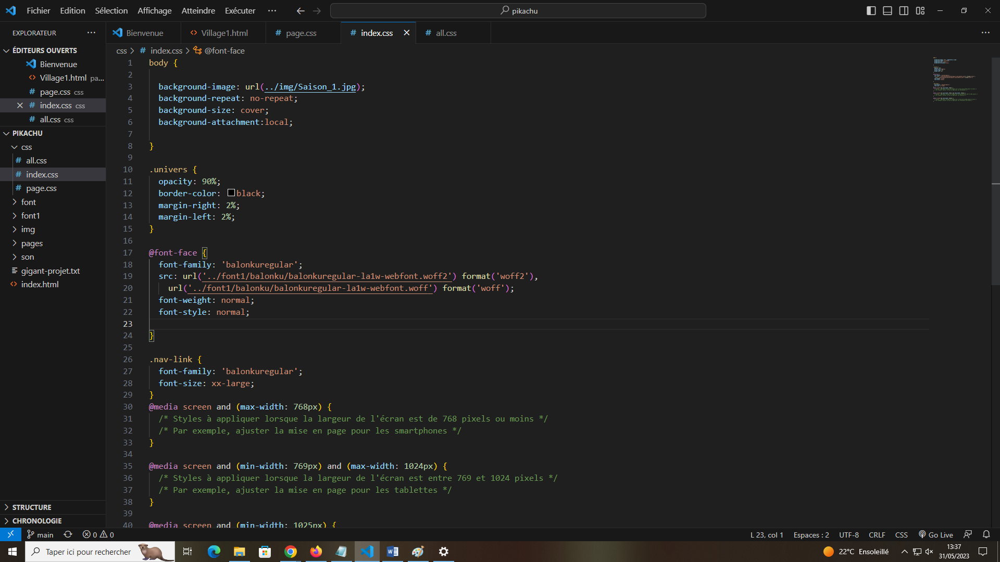 Fichier Edition Sélection Affichage Atteindre Exécuter ··· pikachu
EXPLORATEUR
Bienvenue Village1.html page.css index.css all.css
ÉDITEURS OUVERTS
Bienvenue
Village1.html pa...
page.css css
index.css css
all.css css
PIKACHU
css
all.css
index.css
page.css
font
font1
img
pages
son
gigant-projet.txt
index.html
STRUCTURE
CHRONOLOGIE
css > # index.css > @font-face
1 body {
2
3 background-image: url(../img/Saison_1.jpg);
4 background-repeat: no-repeat;
5 background-size: cover;
6 background-attachment:local;
7
8 }
9
10 .univers {
11 opacity: 90%;
12 border-color: black;
13 margin-right: 2%;
14 margin-left: 2%;
15 }
16
17 @font-face {
18 font-family: 'balonkuregular';
19 src: url('../font1/balonku/balonkuregular-la1w-webfont.woff2') format('woff2'),
20 url('../font1/balonku/balonkuregular-la1w-webfont.woff') format('woff');
21 font-weight: normal;
22 font-style: normal;
23
24 }
25
26 .nav-link {
27 font-family: 'balonkuregular';
28 font-size: xx-large;
29 }
30 @media screen and (max-width: 768px) {
31 /* Styles à appliquer lorsque la largeur de l'écran est de 768 pixels ou moins */
32 /* Par exemple, ajuster la mise en page pour les smartphones */
33 }
34
35 @media screen and (min-width: 769px) and (max-width: 1024px) {
36 /* Styles à appliquer lorsque la largeur de l'écran est entre 769 et 1024 pixels */
37 /* Par exemple, ajuster la mise en page pour les tablettes */
38 }
39
40 @media screen and (min-width: 1025px) {
main 0 0 L 23, col 1 Espaces : 2 UTF-8 CRLF CSS Go Live
Taper ici pour rechercher 22°C Ensoleillé 13:37
31/05/2023